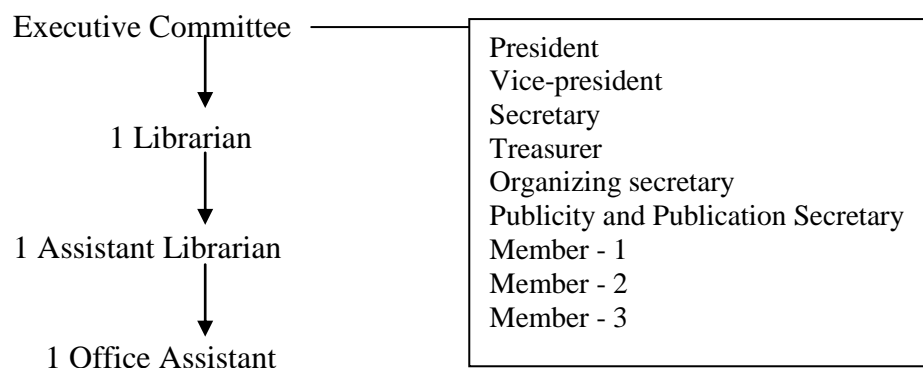 Executive Committee
1 Librarian
1 Assistant Librarian
1 Office Assistant
President
Vice-president
Secretary
Treasurer
Organizing secretary
Publicity and Publication Secretary
Member - 1
Member - 2
Member - 3